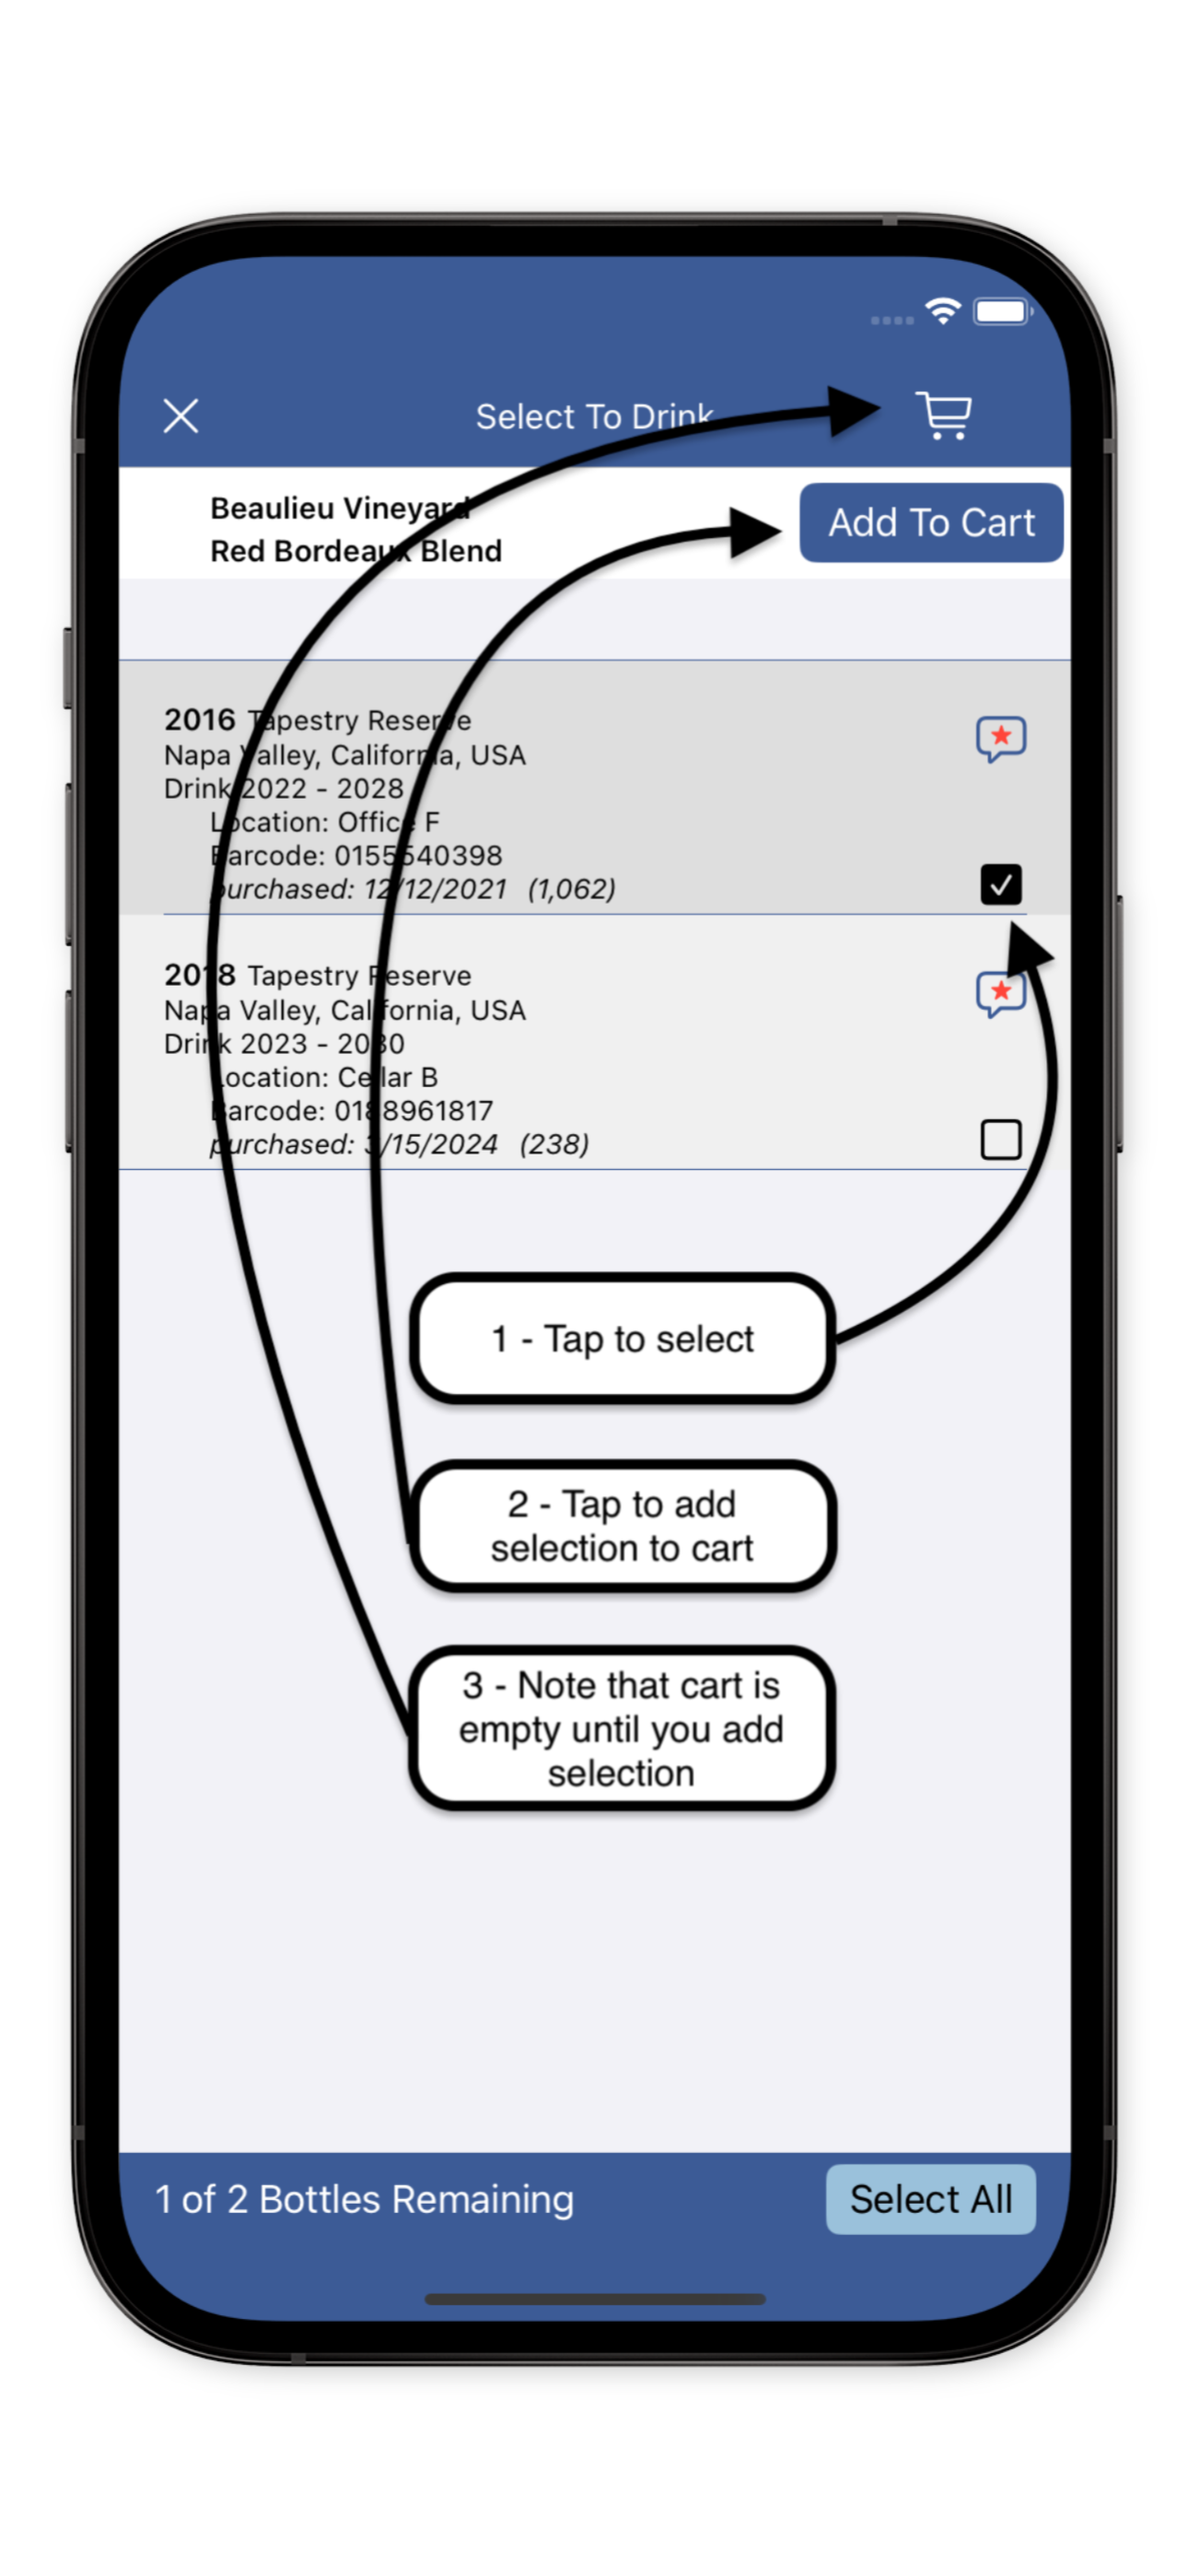 Select To Drink
Beaulieu Vineyard
Red Bordeaux Blend
Add To Cart
2016 Tapestry Reserve
Napa Valley, California, USA
Drink 2022 - 2028
Location: Office F
Barcode: 0155540398
purchased: 12/12/2021 (1,062)
2018 Tapestry Reserve
Napa Valley, California, USA
Drink 2023 - 2030
Location: Cellar B
Barcode: 0188961817
purchased: 3/15/2024 (238)
1 - Tap to select
2 - Tap to add
selection to cart
3 - Note that cart is
empty until you add
selection
1 of 2 Bottles Remaining
Select All